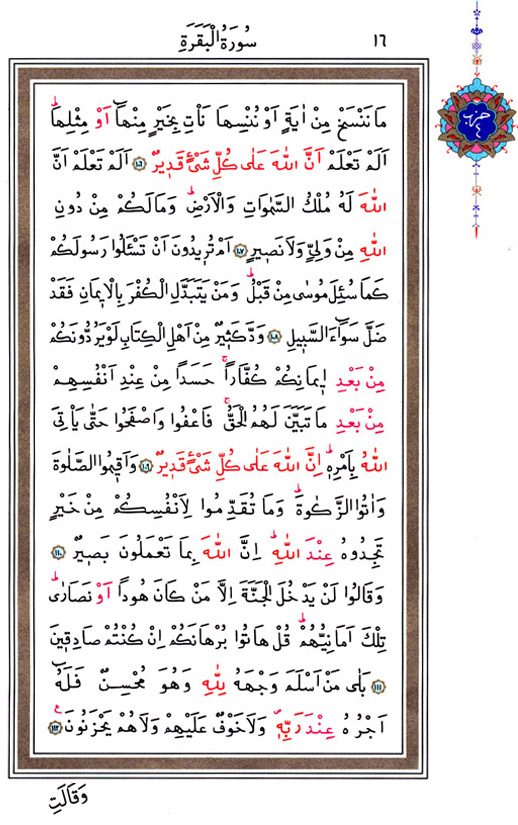 ١٦
سُورَةُ الْبَقَرَةِ
حزب
٤
مَا نَنْسَخْ مِنْ اٰيَةٍ اَوْ نُنْسِهَا نَأْتِ بِخَيْرٍ مِنْهَٓا اَوْ مِثْلِهَاۜ
اَلَمْ تَعْلَمْ اَنَّ اللّٰهَ عَلٰى كُلِّ شَيْءٍ قَدِيرٌ ﴿١٠٦﴾ اَلَمْ تَعْلَمْ اَنَّ
اللّٰهَ لَهُ مُلْكُ السَّمٰوَاتِ وَالْاَرْضِۜ وَمَا لَكُمْ مِنْ دُونِ
اللّٰهِ مِنْ وَلِيٍّ وَلَا نَصِيرٍ ﴿١٠٧﴾ اَمْ تُرِيدُونَ اَنْ تَسْـَٔلُوا رَسُولَكُمْ
كَمَا سُئِلَ مُوسٰى مِنْ قَبْلُۜ وَمَنْ يَتَبَدَّلِ الْكُفْرَ بِالْاِيمَانِ فَقَدْ
ضَلَّ سَوَٓاءَ السَّبِيلِ ﴿١٠٨﴾ وَدَّ كَثِيرٌ مِنْ اَهْلِ الْكِتَابِ لَوْ يَرُدُّونَكُمْ
مِنْ بَعْدِ اِيمَانِكُمْ كُفَّارًاۚ حَسَدًا مِنْ عِنْدِ اَنْفُسِهِمْ
مِنْ بَعْدِ مَا تَبَيَّنَ لَهُمُ الْحَقُّۚ فَاعْفُوا وَاصْفَحُوا حَتّٰى يَأْتِيَ
اللّٰهُ بِاَمْرِهِۜ اِنَّ اللّٰهَ عَلٰى كُلِّ شَيْءٍ قَدِيرٌ ﴿١٠٩﴾ وَاَقِيمُوا الصَّلٰوةَ
وَاٰتُوا الزَّكٰوةَۜ وَمَا تُقَدِّمُوا لِاَنْفُسِكُمْ مِنْ خَيْرٍ
تَجِدُوهُ عِنْدَ اللّٰهِۜ اِنَّ اللّٰهَ بِمَا تَعْمَلُونَ بَصِيرٌ ﴿١١٠﴾
وَقَالُوا لَنْ يَدْخُلَ الْجَنَّةَ اِلَّا مَنْ كَانَ هُودًا اَوْ نَصَارٰىۜ
تِلْكَ اَمَانِيُّهُمْۜ قُلْ هَاتُوا بُرْهَانَكُمْ اِنْ كُنْتُمْ صَادِقِينَ
﴿١١١﴾ بَلٰى مَنْ اَسْلَمَ وَجْهَهُ لِلّٰهِ وَهُوَ مُحْسِنٌ فَلَهُٓ
اَجْرُهُ عِنْدَ رَبِّهِۖ وَلَا خَوْفٌ عَلَيْهِمْ وَلَا هُمْ يَحْزَنُونَۚ ﴿١١٢﴾
وَقَالَتِ